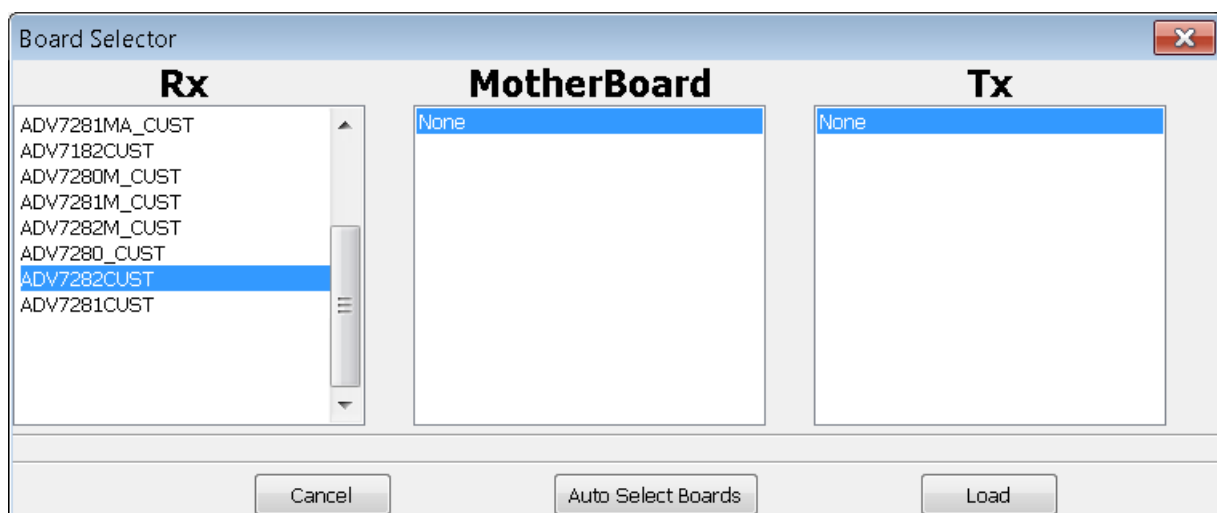 Board Selector
Rx
MotherBoard
Tx
ADV7281MA_CUST
ADV7182CUST
ADV7280M_CUST
ADV7281M_CUST
ADV7282M_CUST
ADV7280_CUST
ADV7282CUST
ADV7281CUST
None
None
Cancel
Auto Select Boards
Load